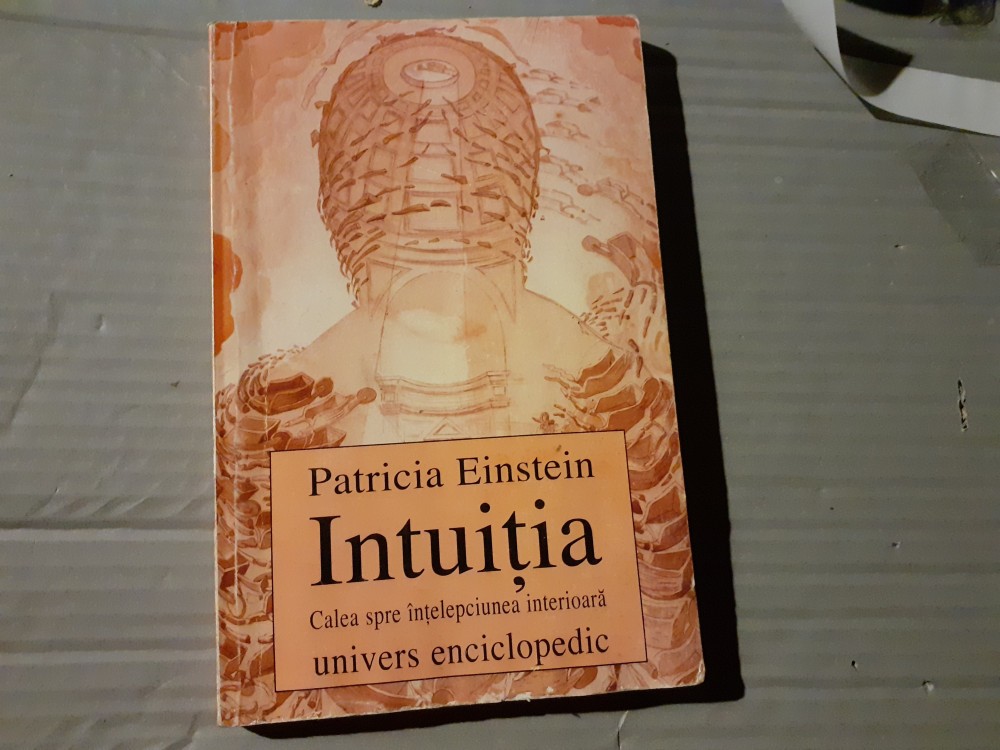 Patricia Einstein
Intuiția
Calea spre înțelepciunea interioară
univers enciclopedic